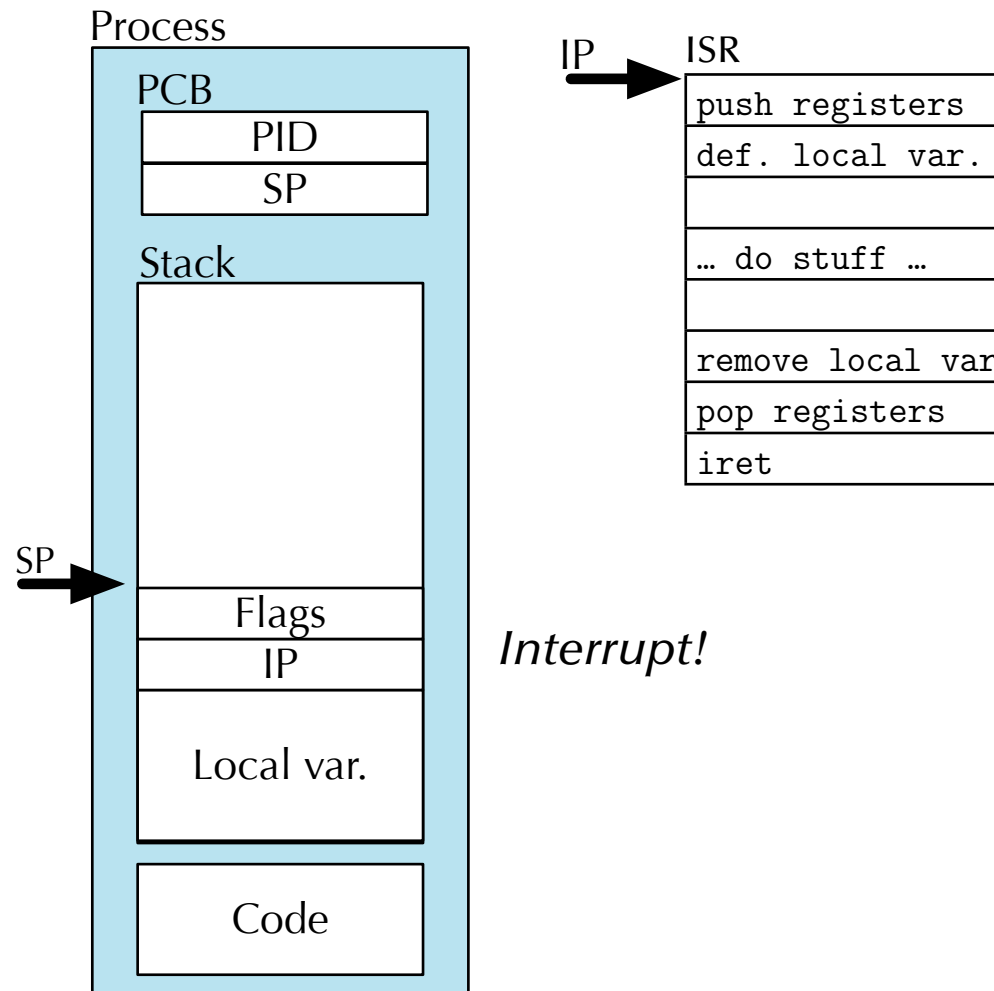 Process
PCB
PID
SP
Stack
SP
Flags
IP
Local var.
Code
IP
ISR
push registers
def. local var.
… do stuff …
remove local var
pop registers
iret
Interrupt!